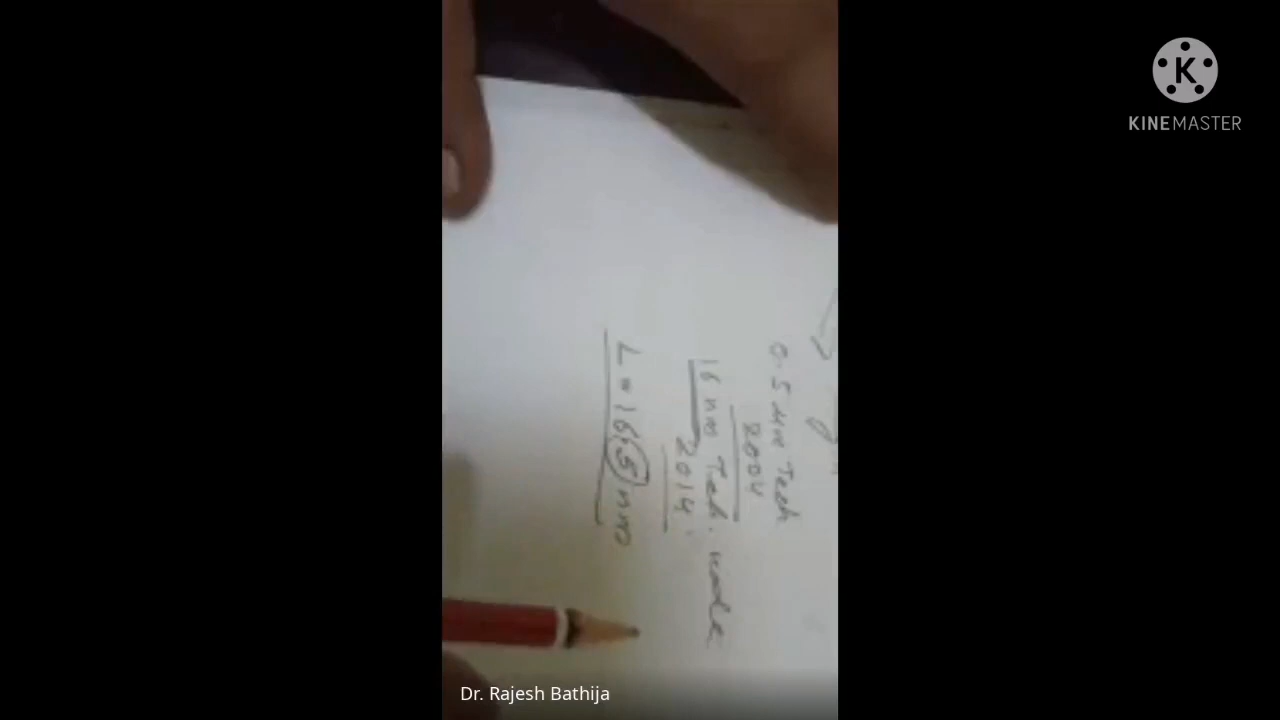 0.5 um Tech
2004
16 nm Tech. node
2014
L = 16.5 nm
KINEMASTER
Dr. Rajesh Bathija